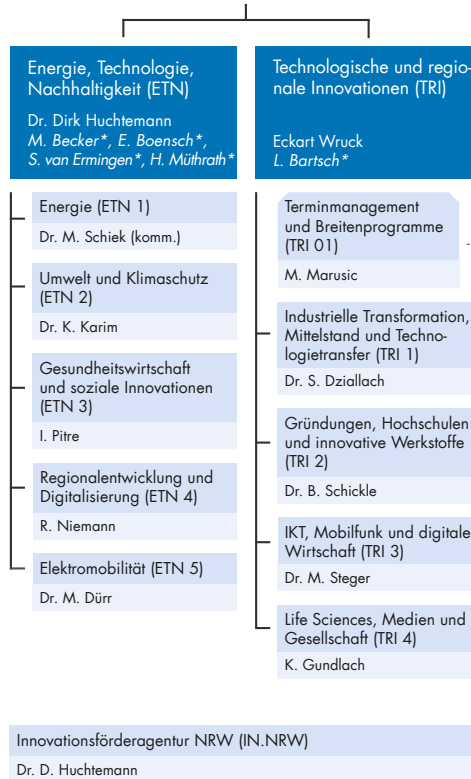 Energie, Technologie,
Nachhaltigkeit (ETN)
Dr. Dirk Huchtemann
M. Becker*, E. Boensch*,
S. van Ermingen*, H. Müthrath*
Energie (ETN 1)
Dr. M. Schiek (komm.)
Umwelt und Klimaschutz
(ETN 2)
Dr. K. Karim
Gesundheitswirtschaft
und soziale Innovationen
(ETN 3)
I. Pitre
Regionalentwicklung und
Digitalisierung (ETN 4)
R. Niemann
Elektromobilität (ETN 5)
Dr. M. Dürr
Technologische und regio-
nale Innovationen (TRI)
Eckart Wruck
L. Bartsch*
Terminmanagement
und Breitenprogramme
(TRI 01)
M. Marusic
Industrielle Transformation,
Mittelstand und Techno-
logietransfer (TRI 1)
Dr. S. Dziallach
Gründungen, Hochschulen
und innovative Werkstoffe
(TRI 2)
Dr. B. Schickle
IKT, Mobilfunk und digitale
Wirtschaft (TRI 3)
Dr. M. Steger
Life Sciences, Medien und
Gesellschaft (TRI 4)
K. Gundlach
Innovationsförderagentur NRW (IN.NRW)
Dr. D. Huchtemann